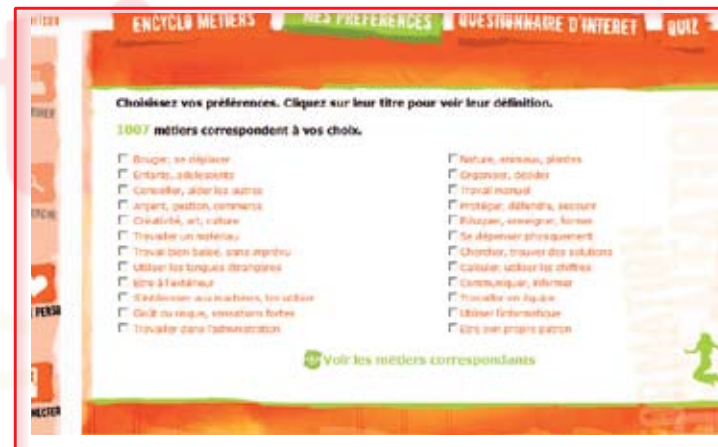 ENCYCLO METIERS
MES PREFERENCES
QUESTIONNAIRE D'INTERET
QUIZ
Choisissez vos préférences. Cliquez sur leur titre pour voir leur définition.
1007 métiers correspondent à vos choix.
Bouger, se déplacer
Enfants, adolescents
Conseiller, aider les autres
Argent, gestion, commerce
Créativité, art, culture
Travailler un matériau
Travail bien balisé, sans imprévu
Utiliser les langues étrangères
Etre à l'extérieur
S'intéresser aux machines, les utiliser
Goût du risque, sensations fortes
Travailler dans l'administration
Nature, animaux, plantes
Organiser, décider
Travail manuel
Protéger, défendre, secourir
Eduquer, enseigner, former
Se dépenser physiquement
Chercher, trouver des solutions
Calculer, utiliser les chiffres
Communiquer, informer
Travailler en équipe
Utiliser l'informatique
Etre son propre patron
Voir les métiers correspondants
PERSO
NECTER